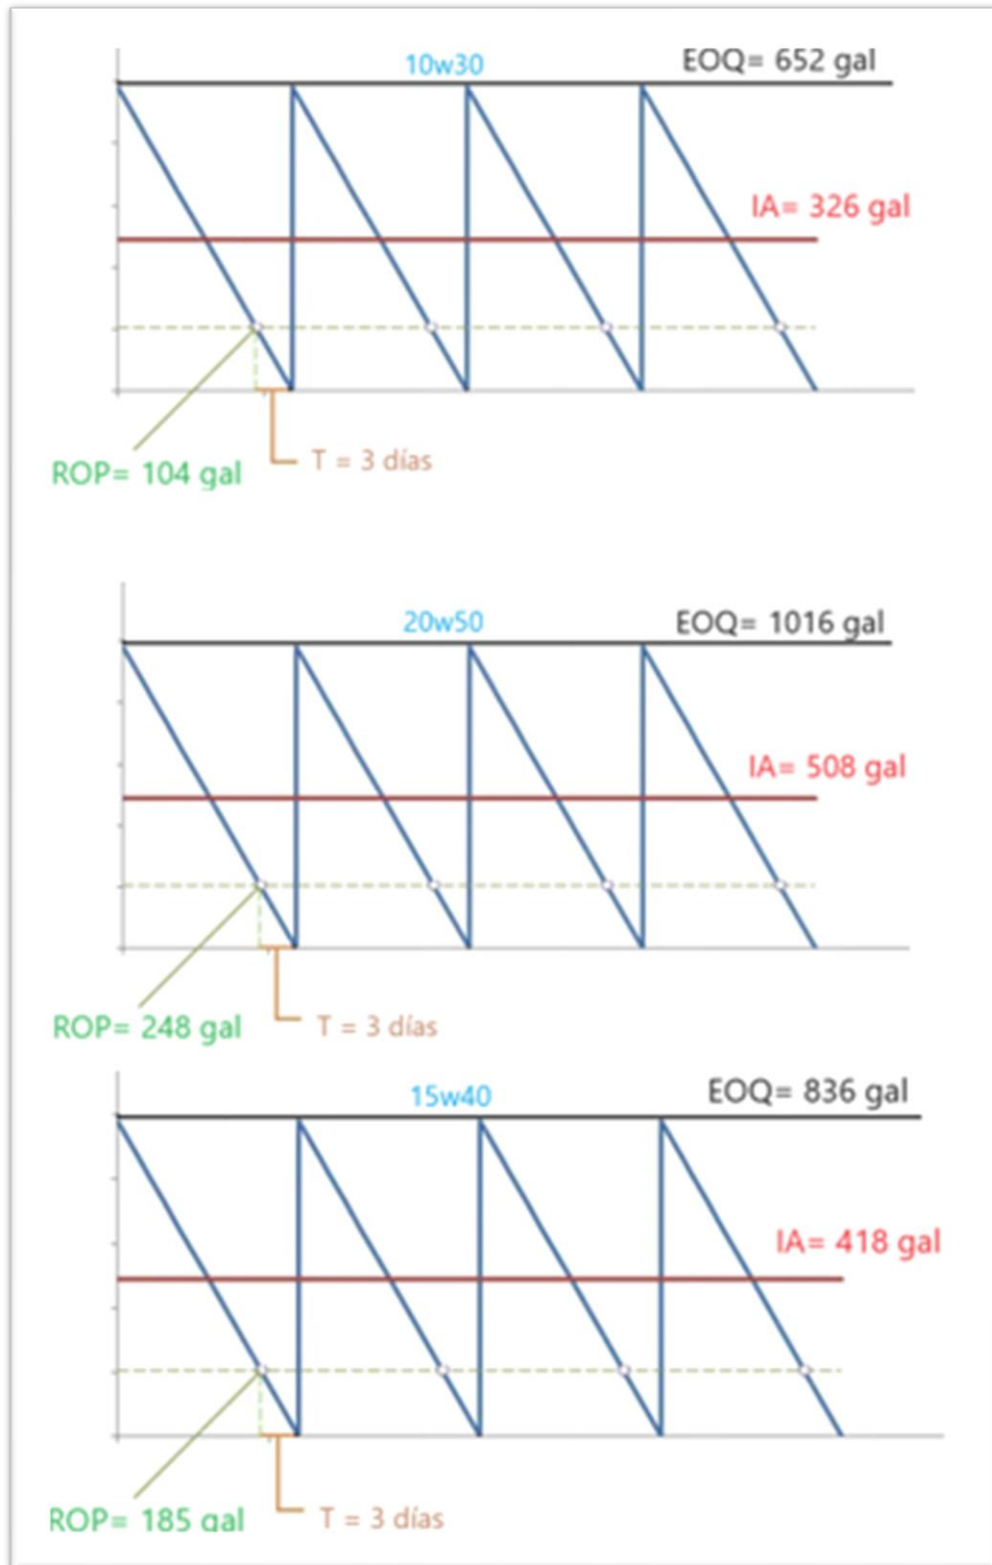 10w30
EOQ= 652 gal
IA= 326 gal
T = 3 días
ROP= 104 gal
20w50
EOQ= 1016 gal
IA= 508 gal
T = 3 días
ROP= 248 gal
15w40
EOQ= 836 gal
IA= 418 gal
T = 3 días
ROP= 185 gal